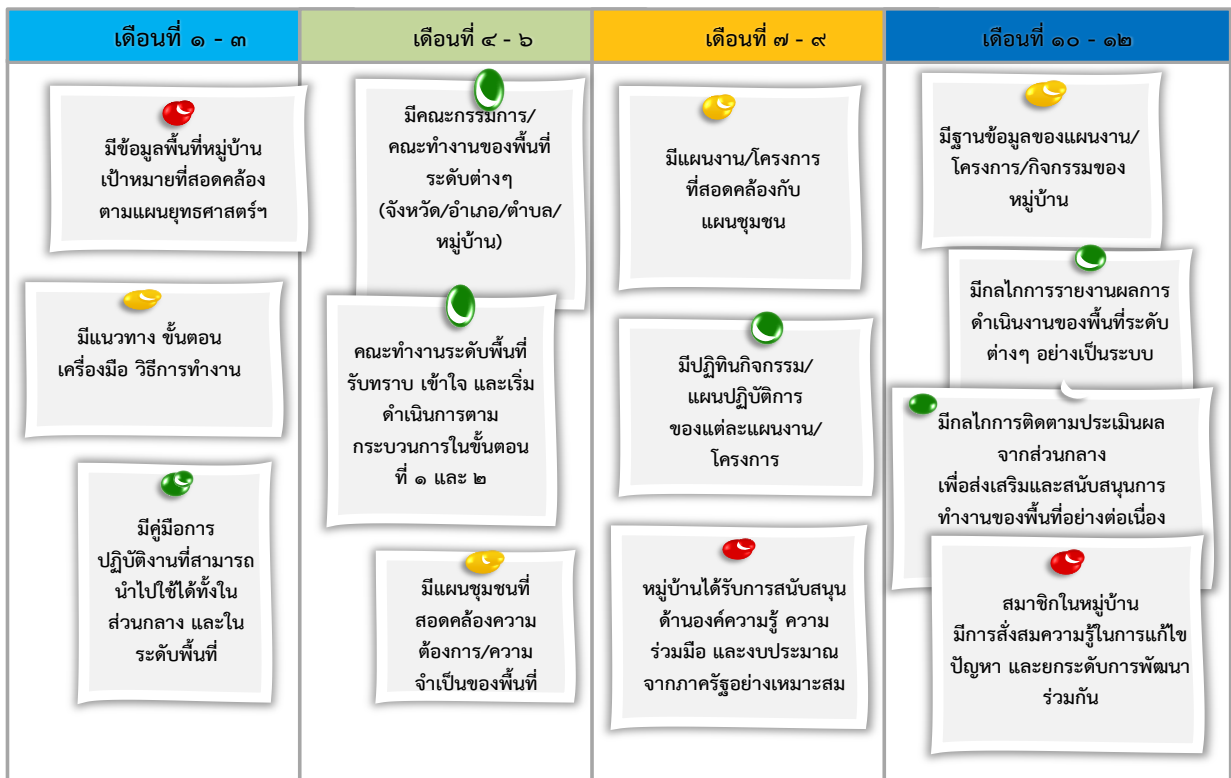 เดือนที่ ๑ - ๓
มีข้อมูลพื้นที่หมู่บ้าน
เป้าหมายที่สอดคล้อง
ตามแผนยุทธศาสตร์ฯ
มีแนวทาง ขั้นตอน
เครื่องมือ วิธีการทำงาน
มีคู่มือการ
ปฏิบัติงานที่สามารถ
นำไปใช้ได้ทั้งใน
ส่วนกลาง และใน
ระดับพื้นที่
เดือนที่ ๔ - ๖
มีคณะกรรมการ/
คณะทำงานของพื้นที่
ระดับต่างๆ
(จังหวัด/อำเภอ/ตำบล/
หมู่บ้าน)
คณะทำงานระดับพื้นที่
รับทราบ เข้าใจ และเริ่ม
ดำเนินการตาม
กระบวนการในขั้นตอน
ที่ ๑ และ ๒
มีแผนชุมชนที่
สอดคล้องความ
ต้องการ/ความ
จำเป็นของพื้นที่
เดือนที่ ๗ - ๙
มีแผนงาน/โครงการ
ที่สอดคล้องกับ
แผนชุมชน
มีปฏิทินกิจกรรม/
แผนปฏิบัติการ
ของแต่ละแผนงาน/
โครงการ
หมู่บ้านได้รับการสนับสนุน
ด้านองค์ความรู้ ความ
ร่วมมือ และงบประมาณ
จากภาครัฐอย่างเหมาะสม
เดือนที่ ๑๐ - ๑๒
มีฐานข้อมูลของแผนงาน/
โครงการ/กิจกรรมของ
หมู่บ้าน
มีกลไกการรายงานผลการ
ดำเนินงานของพื้นที่ระดับ
ต่างๆ อย่างเป็นระบบ
มีกลไกการติดตามประเมินผล
จากส่วนกลาง
เพื่อส่งเสริมและสนับสนุนการ
ทำงานของพื้นที่อย่างต่อเนื่อง
สมาชิกในหมู่บ้าน
มีการสั่งสมความรู้ในการแก้ไข
ปัญหา และยกระดับการพัฒนา
ร่วมกัน